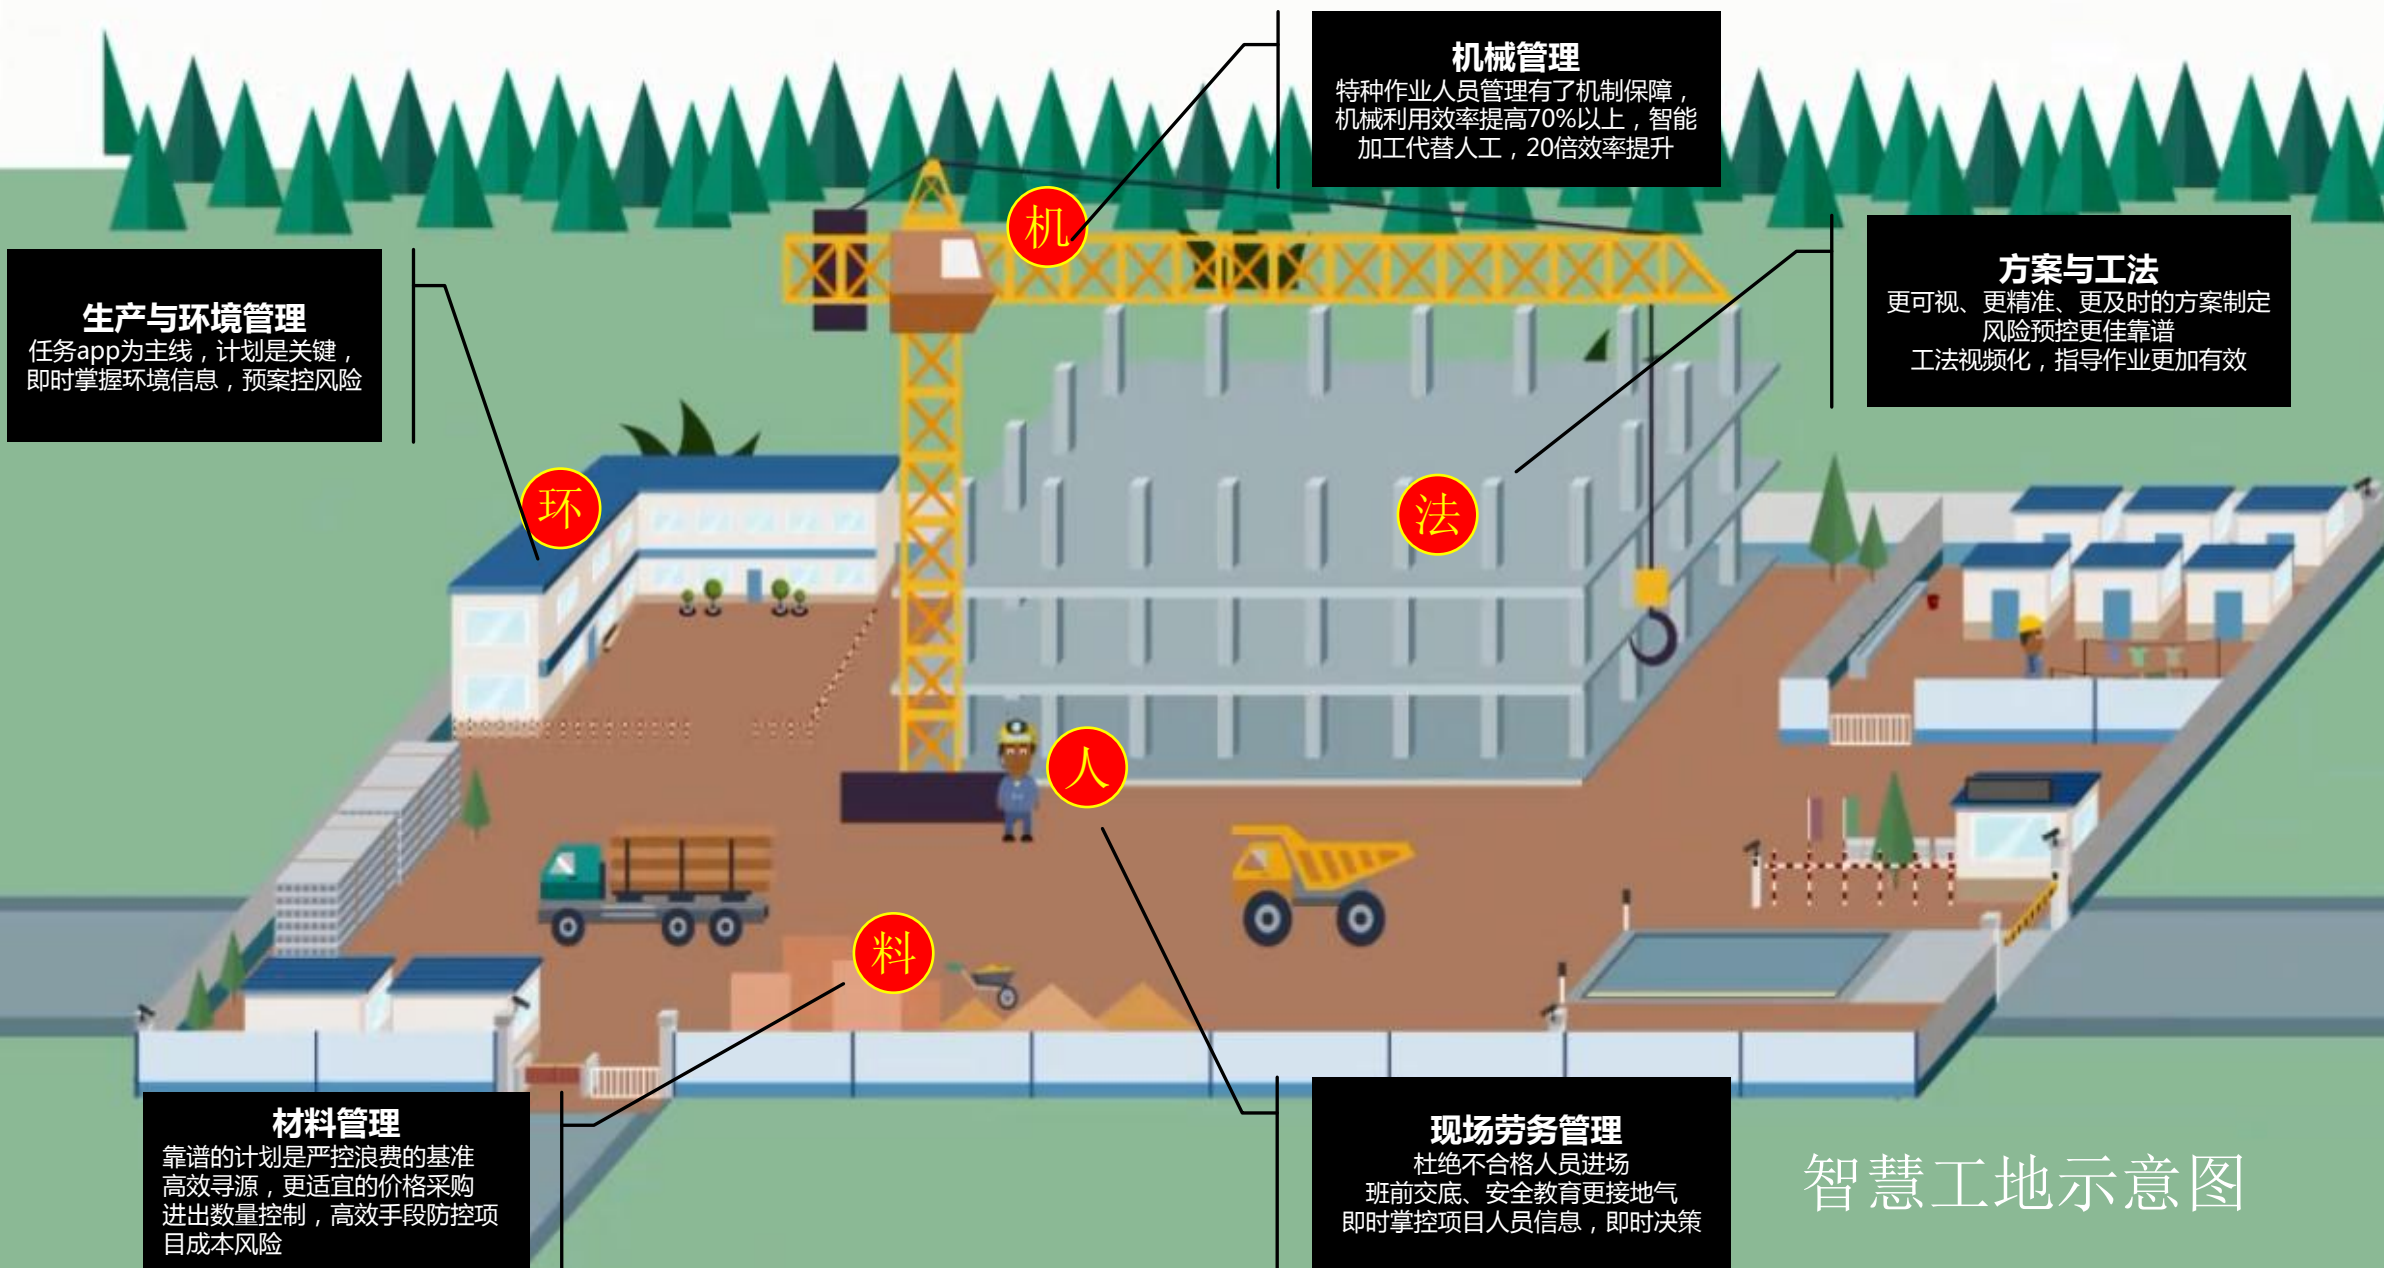 机械管理
特种作业人员管理有了机制保障，
机械利用效率提高70%以上，智能
加工代替人工，20倍效率提升
机
方案与工法
更可视、更精准、更及时的方案制定
风险预控更佳靠谱
工法视频化，指导作业更加有效
生产与环境管理
任务app为主线，计划是关键，
即时掌握环境信息，预案控风险
环
法
人
料
材料管理
靠谱的计划是严控浪费的基准
高效寻源，更适宜的价格采购
进出数量控制，高效手段防控项
目成本风险
现场劳务管理
杜绝不合格人员进场
班前交底、安全教育更接地气
即时掌控项目人员信息，即时决策
智慧工地示意图